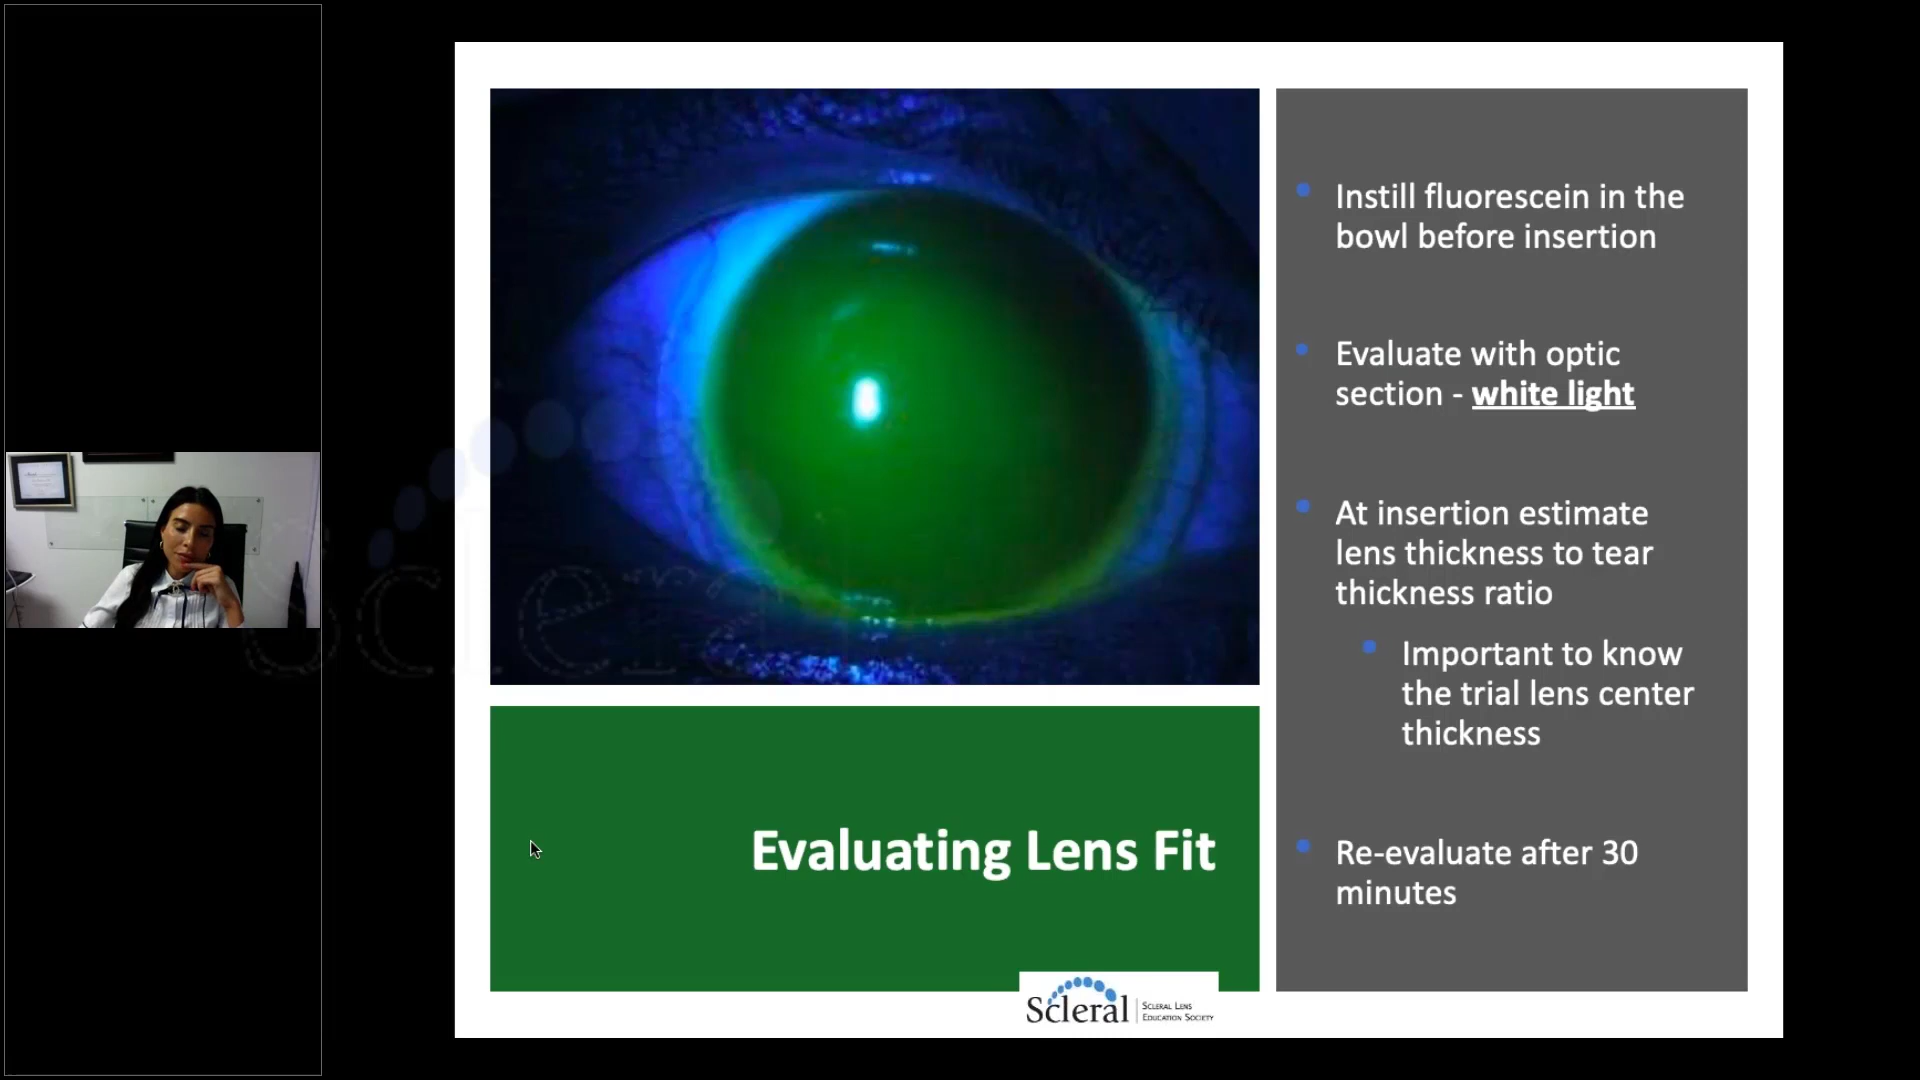 Instill fluorescein in the
bowl before insertion
Evaluate with optic
section - white light
At insertion estimate
lens thickness to tear
thickness ratio
Important to know
the trial lens center
thickness
Re-evaluate after 30
minutes
Evaluating Lens Fit
Scleral
SCLERAL LENS
EDUCATION SOCIETY
Sclera